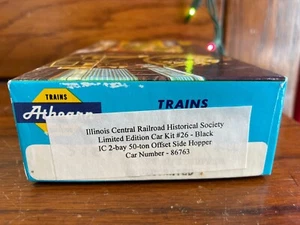 TRAINS
Athearn
TRAINS
Illinois Central Railroad Historical Society
Limited Edition Car Kit #26 - Black
IC 2-bay 50-ton Offset Side Hopper
Car Number - 86763